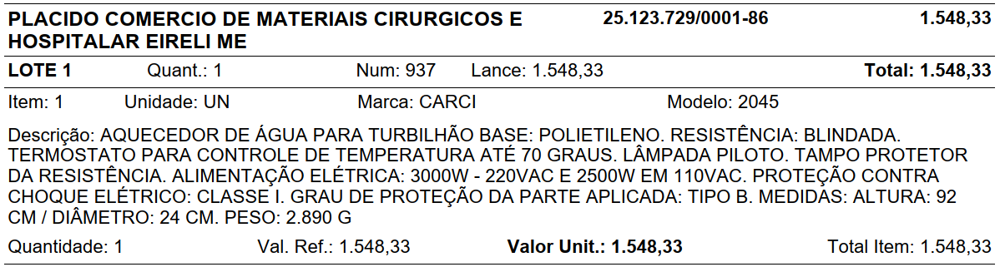 PLACIDO COMERCIO DE MATERIAIS CIRURGICOS E HOSPITALAR EIRELI ME 25.123.729/0001-86 1.548,33
LOTE 1 Quant.: 1 Num: 937 Lance: 1.548,33 Total: 1.548,33
Item: 1 Unidade: UN Marca: CARCI Modelo: 2045
Descrição: AQUECEDOR DE ÁGUA PARA TURBILHÃO BASE: POLIETILENO. RESISTÊNCIA: BLINDADA.
TERMOSTATO PARA CONTROLE DE TEMPERATURA ATÉ 70 GRAUS. LÂMPADA PILOTO. TAMPO PROTETOR
DA RESISTÊNCIA. ALIMENTAÇÃO ELÉTRICA: 3000W - 220VAC E 2500W EM 110VAC. PROTEÇÃO CONTRA
CHOQUE ELÉTRICO: CLASSE I. GRAU DE PROTEÇÃO DA PARTE APLICADA: TIPO B. MEDIDAS: ALTURA: 92
CM / DIÂMETRO: 24 CM. PESO: 2.890 G
Quantidade: 1 Val. Ref.: 1.548,33 Valor Unit.: 1.548,33 Total Item: 1.548,33